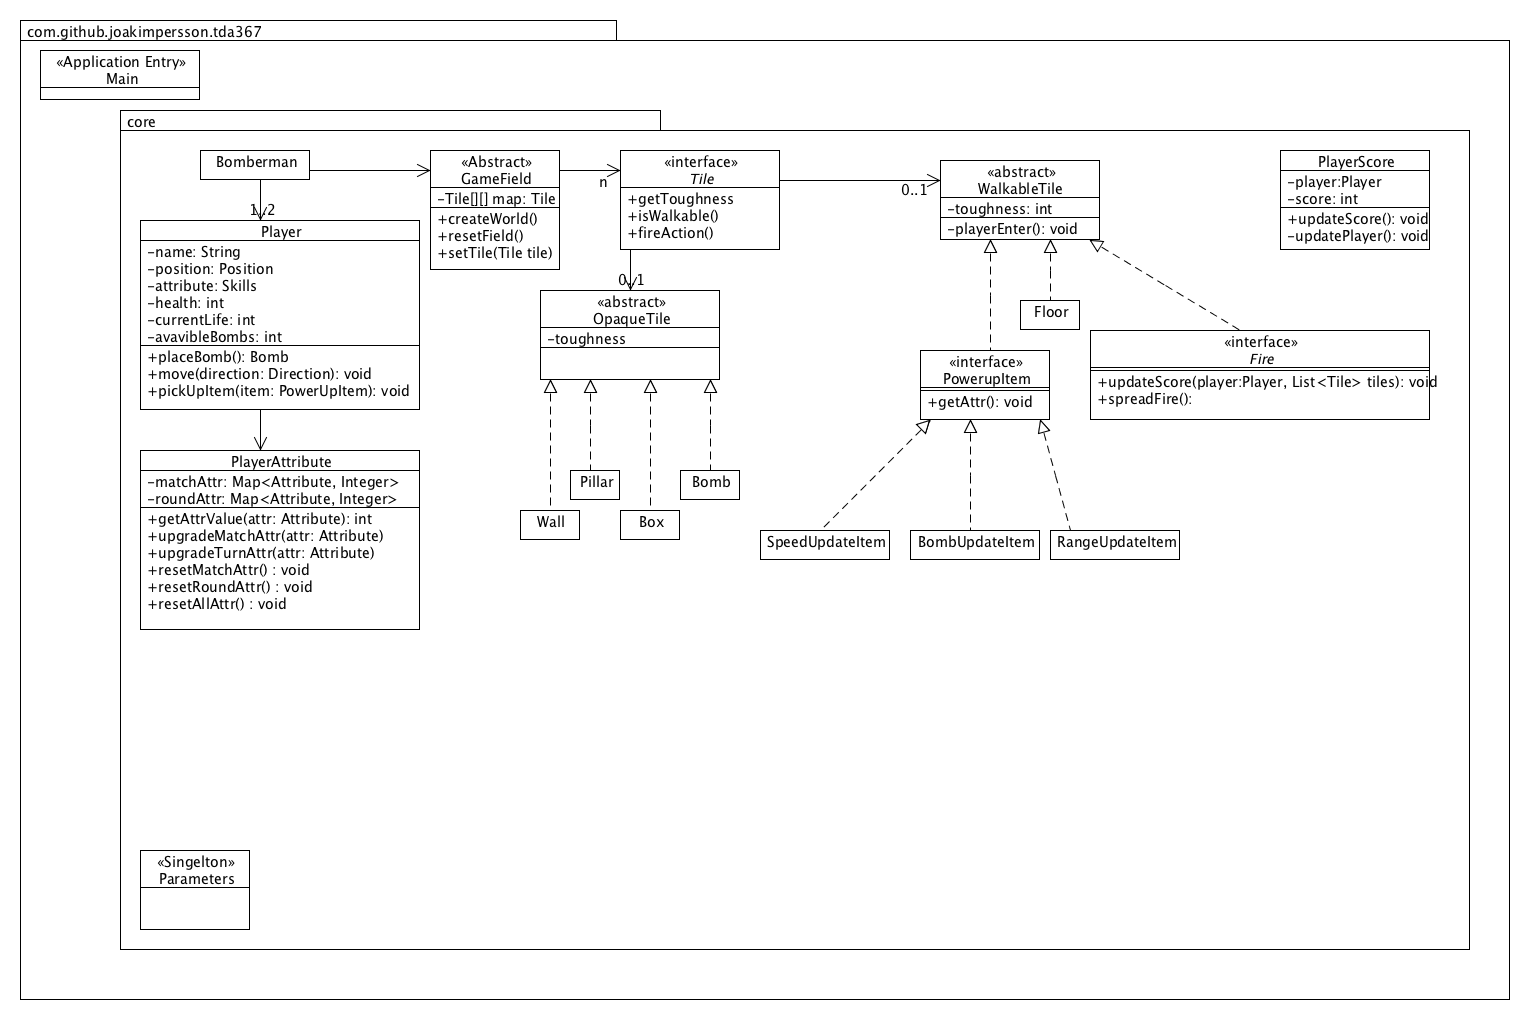 com.github.joakimpersson.tda367
«Application Entry»
Main
core
Bomberman
1..2
Player
-name: String
-position: Position
-attribute: Skills
-health: int
-currentLife: int
-avavibleBombs: int
+placeBomb(): Bomb
+move(direction: Direction): void
+pickUpItem(item: PowerUpItem): void
PlayerAttribute
-matchAttr: Map<Attribute, Integer>
-roundAttr: Map<Attribute, Integer>
+getAttrValue(attr: Attribute): int
+upgradeMatchAttr(attr: Attribute)
+upgradeTurnAttr(attr: Attribute)
+resetMatchAttr() : void
+resetRoundAttr() : void
+resetAllAttr() : void
«Abstract»
GameField
-Tile[][] map: Tile
+createWorld()
+resetField()
+setTile(Tile tile)
n
«interface»
Tile
+getToughness
+isWalkable()
+fireAction()
0..1
«abstract»
OpaqueTile
-toughness
Pillar
Bomb
Wall
Box
0..1
«abstract»
WalkableTile
-toughness: int
-playerEnter(): void
Floor
«interface»
PowerupItem
+getAttr(): void
«interface»
Fire
+updateScore(player:Player, List<Tile> tiles): void
+spreadFire():
SpeedUpdateItem
BombUpdateItem
RangeUpdateItem
PlayerScore
-player:Player
-score: int
+updateScore(): void
-updatePlayer(): void
«Singelton»
Parameters